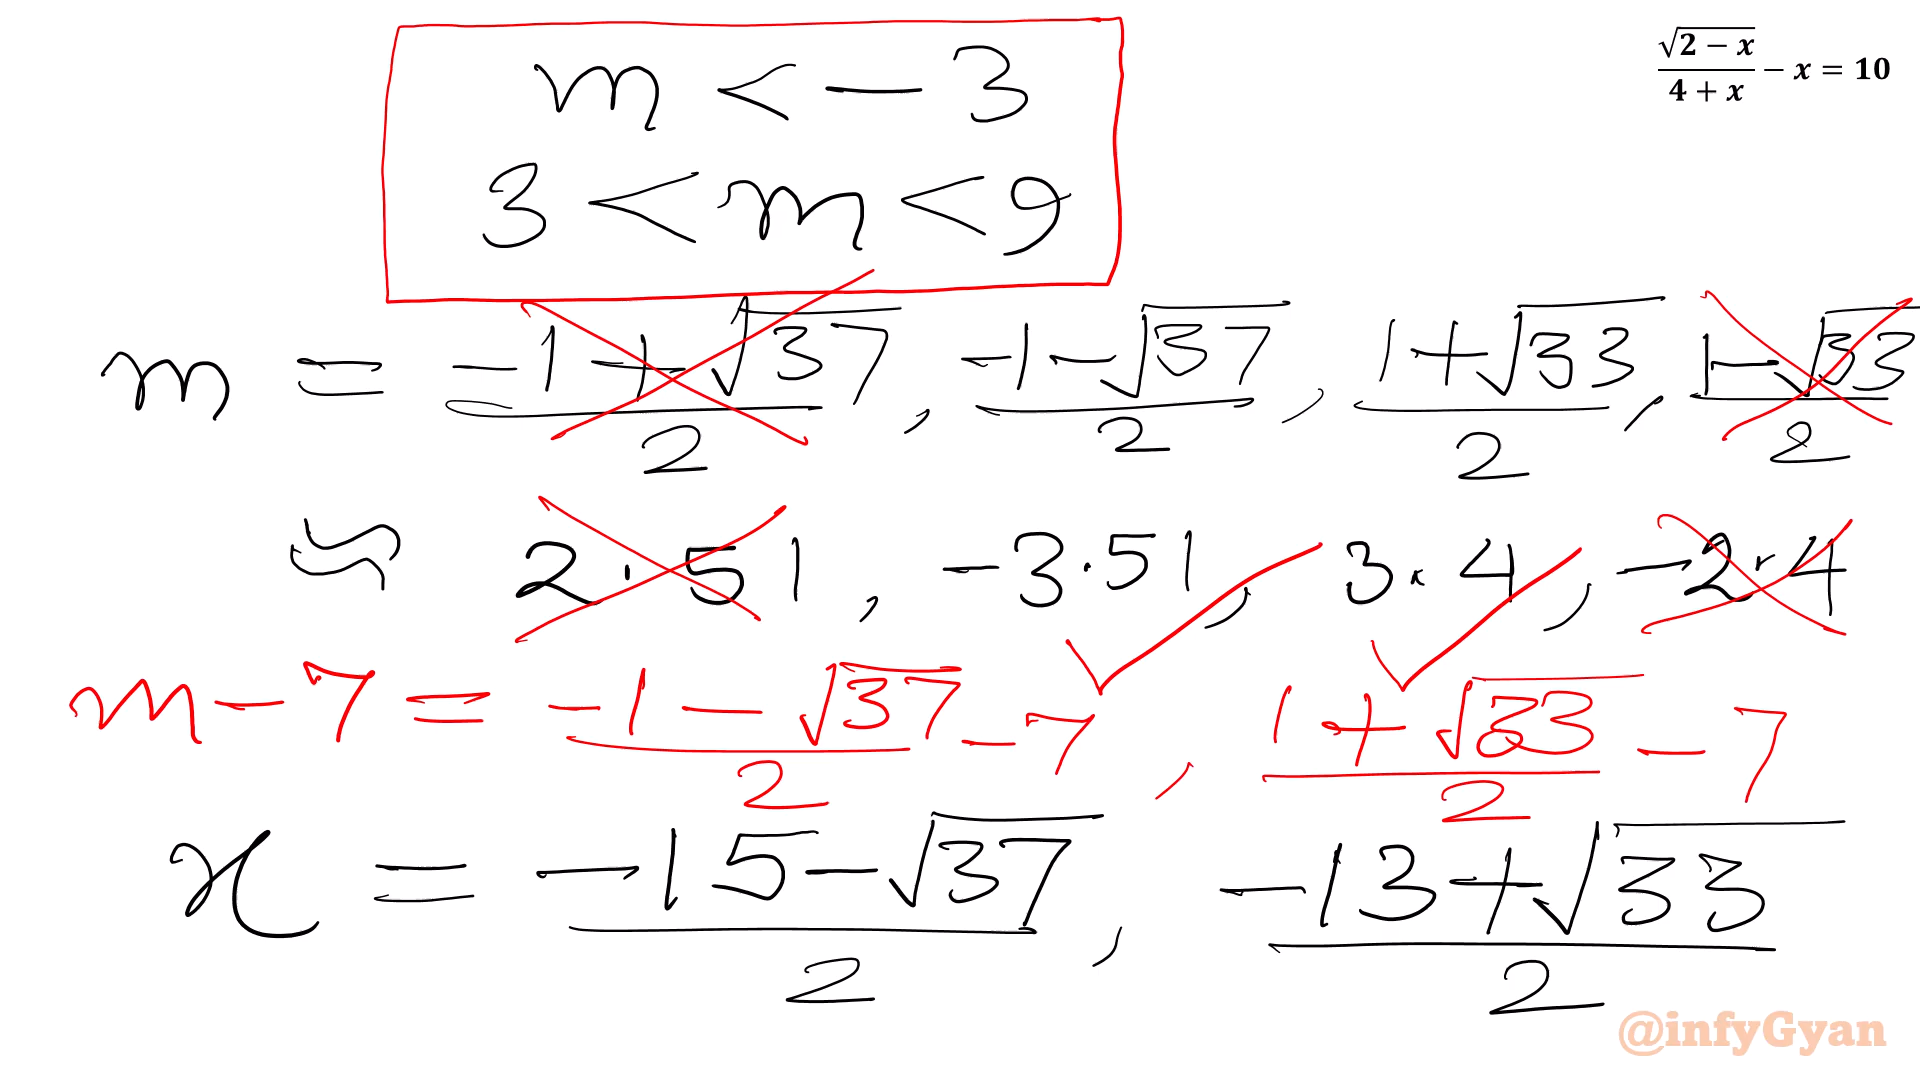 m < -3
(√(2 - x))/(4 + x) - x = 10
3 < m < 9
m = (-1+√37)/2 , (-1-√37)/2 , (1+√33)/2 , (1-√33)/2
≈ 2.51 , -3.51 , 3.4 , -2.4
m-7 = (-1-√37)/2 -7 , (1+√33)/2 -7
x = (-15-√37)/2 , (-13+√33)/2
@infyGyan